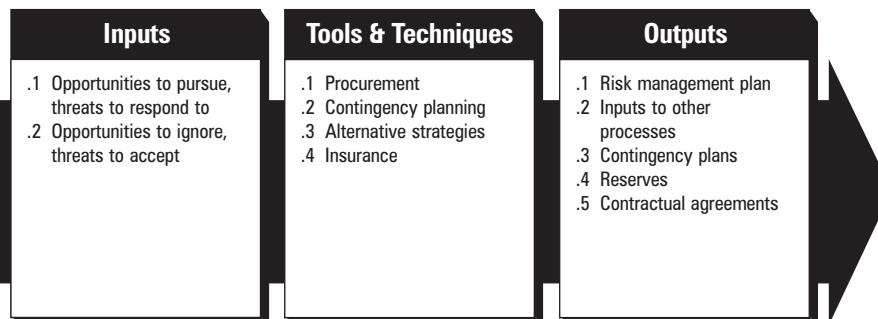 Inputs
.1 Opportunities to pursue,
threats to respond to
.2 Opportunities to ignore,
threats to accept
Tools & Techniques
.1 Procurement
.2 Contingency planning
.3 Alternative strategies
.4 Insurance
Outputs
.1 Risk management plan
.2 Inputs to other
processes
.3 Contingency plans
.4 Reserves
.5 Contractual agreements